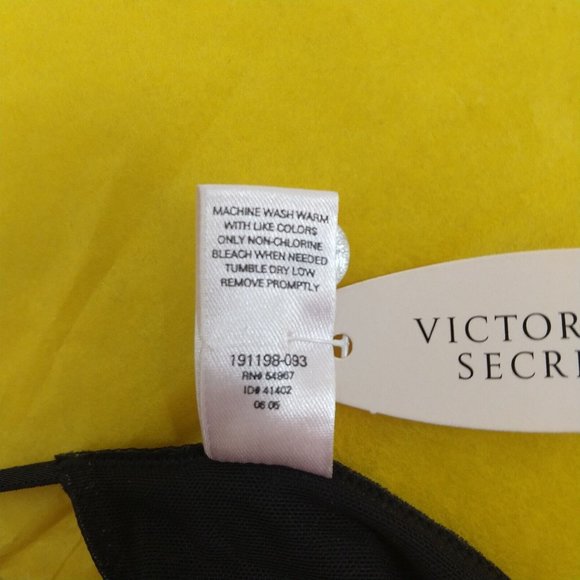 MACHINE WASH WARM
WITH LIKE COLORS
ONLY NON-CHLORINE
BLEACH WHEN NEEDED
TUMBLE DRY LOW
REMOVE PROMPTLY
191198-093
RN# 54867
ID# 41402
06 05
VICTOR
SECRE